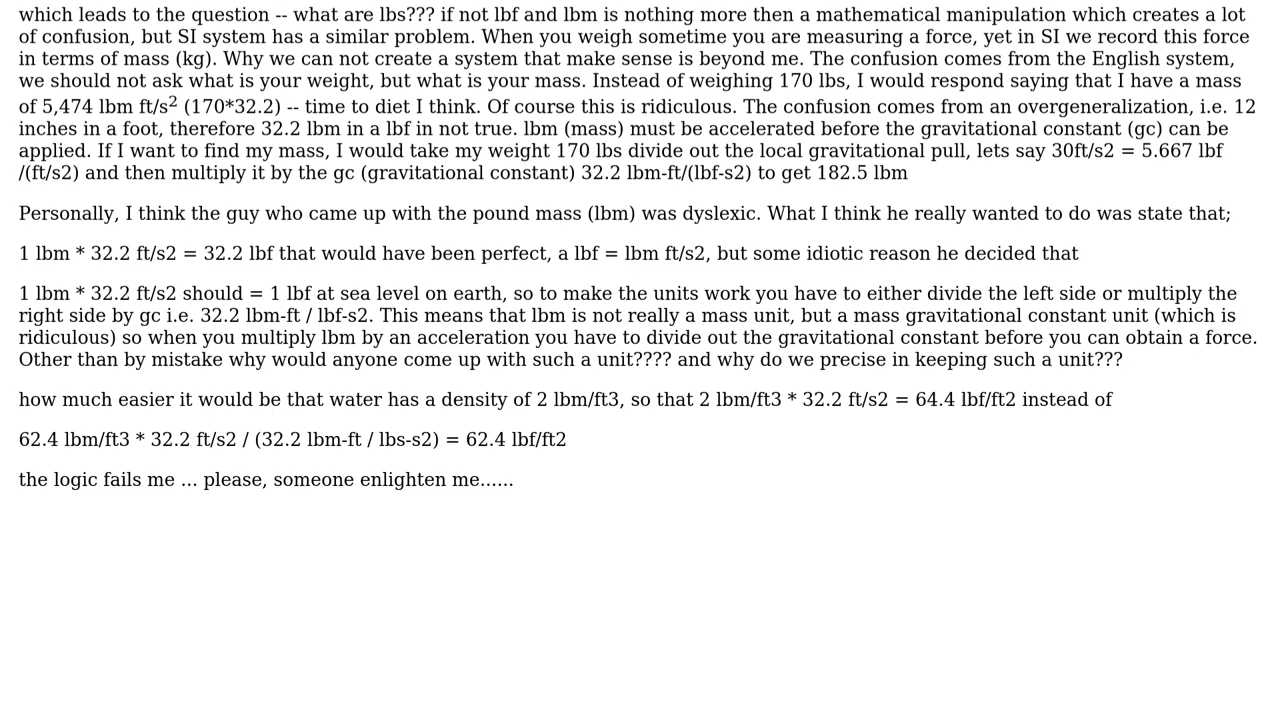 which leads to the question -- what are lbs??? if not lbf and lbm is nothing more then a mathematical manipulation which creates a lot
of confusion, but SI system has a similar problem. When you weigh sometime you are measuring a force, yet in SI we record this force
in terms of mass (kg). Why we can not create a system that make sense is beyond me. The confusion comes from the English system,
we should not ask what is your weight, but what is your mass. Instead of weighing 170 lbs, I would respond saying that I have a mass
of 5,474 lbm ft/s² (170*32.2) -- time to diet I think. Of course this is ridiculous. The confusion comes from an overgeneralization, i.e. 12
inches in a foot, therefore 32.2 lbm in a lbf in not true. lbm (mass) must be accelerated before the gravitational constant (gc) can be
applied. If I want to find my mass, I would take my weight 170 lbs divide out the local gravitational pull, lets say 30ft/s2 = 5.667 lbf
/(ft/s2) and then multiply it by the gc (gravitational constant) 32.2 lbm-ft/(lbf-s2) to get 182.5 lbm
Personally, I think the guy who came up with the pound mass (lbm) was dyslexic. What I think he really wanted to do was state that;
1 lbm * 32.2 ft/s2 = 32.2 lbf that would have been perfect, a lbf = lbm ft/s2, but some idiotic reason he decided that
1 lbm * 32.2 ft/s2 should = 1 lbf at sea level on earth, so to make the units work you have to either divide the left side or multiply the
right side by gc i.e. 32.2 lbm-ft / lbf-s2. This means that lbm is not really a mass unit, but a mass gravitational constant unit (which is
ridiculous) so when you multiply lbm by an acceleration you have to divide out the gravitational constant before you can obtain a force.
Other than by mistake why would anyone come up with such a unit???? and why do we precise in keeping such a unit???
how much easier it would be that water has a density of 2 lbm/ft3, so that 2 lbm/ft3 * 32.2 ft/s2 = 64.4 lbf/ft2 instead of
62.4 lbm/ft3 * 32.2 ft/s2 / (32.2 lbm-ft / lbs-s2) = 62.4 lbf/ft2
the logic fails me ... please, someone enlighten me......